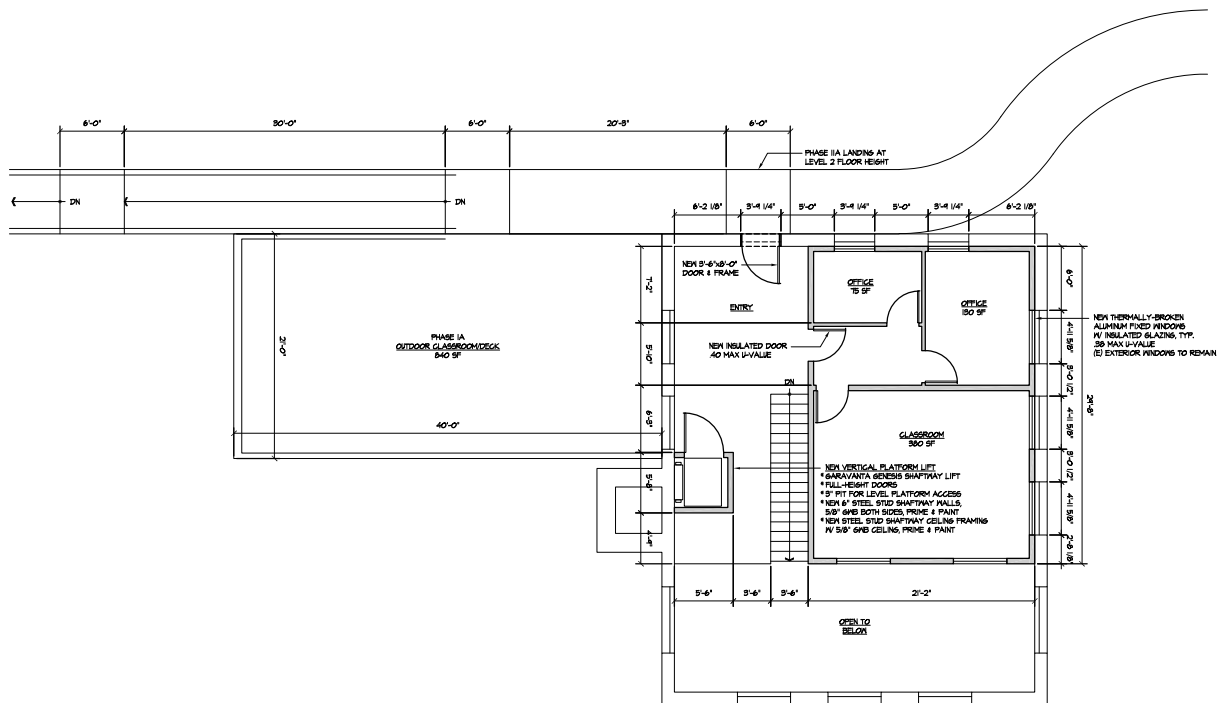 6'-0"
30'-0"
6'-0"
20'-3"
6'-0"
PHASE IIA LANDING AT
LEVEL 2 FLOOR HEIGHT
DN
DN
6'-2 1/8"
3'-9 1/4"
5'-0"
3'-9 1/4"
5'-0"
3'-9 1/4"
6'-2 1/8"
NEW 3'-6"x8'-0"
DOOR & FRAME
7'-2"
ENTRY
OFFICE
75 SF
OFFICE
130 SF
6'-0"
NEW THERMALLY-BROKEN
ALUMINUM FIXED WINDOWS
W/ INSULATED GLAZING, TYP.
.38 MAX U-VALUE
(E) EXTERIOR WINDOWS TO REMAIN
4'-11 5/8"
PHASE 1A
OUTDOOR CLASSROOM/DECK
840 SF
21'-0"
NEW INSULATED DOOR
.40 MAX U-VALUE
5'-10"
3'-0 1/2"
DN
29'-8"
40'-0"
6'-3"
4'-11 5/8"
CLASSROOM
380 SF
3'-0 1/2"
NEW VERTICAL PLATFORM LIFT
* GARAVANTA GENESIS SHAFTWAY LIFT
* FULL-HEIGHT DOORS
* 3" PIT FOR LEVEL PLATFORM ACCESS
* NEW 6" STEEL STUD SHAFTWAY WALLS,
5/8" GWB BOTH SIDES, PRIME & PAINT
* NEW STEEL STUD SHAFTWAY CEILING FRAMING
W/ 5/8" GWB CEILING, PRIME & PAINT
5'-8"
4'-11 5/8"
4'-9"
2'-8 1/8"
5'-6"
3'-6"
3'-6"
21'-2"
OPEN TO
BELOW